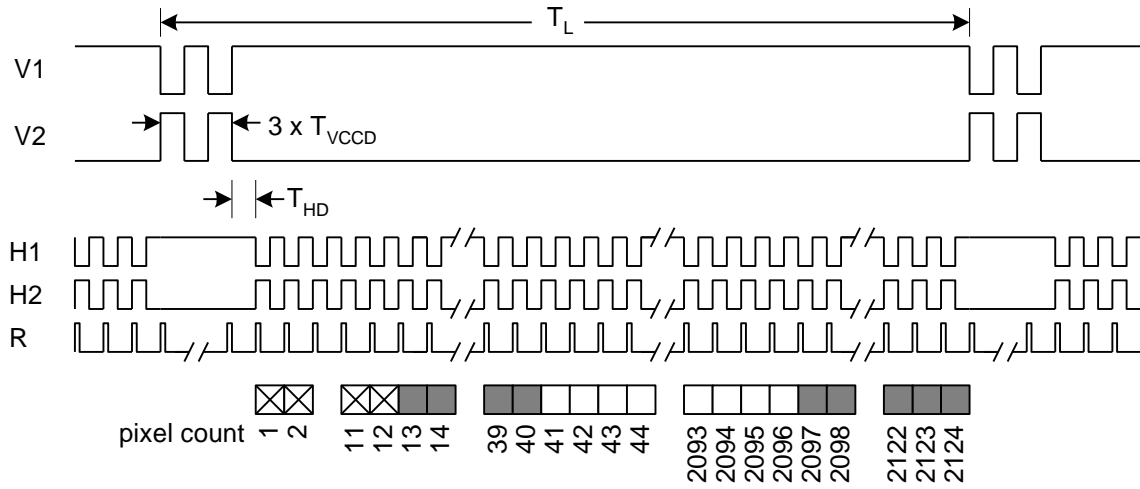 T_L
V1
V2
3 x T_VCCD
T_HD
H1
H2
R
pixel count 1 2 11 12 13 14 39 40 41 42 43 44 2093 2094 2095 2096 2097 2098 2122 2123 2124